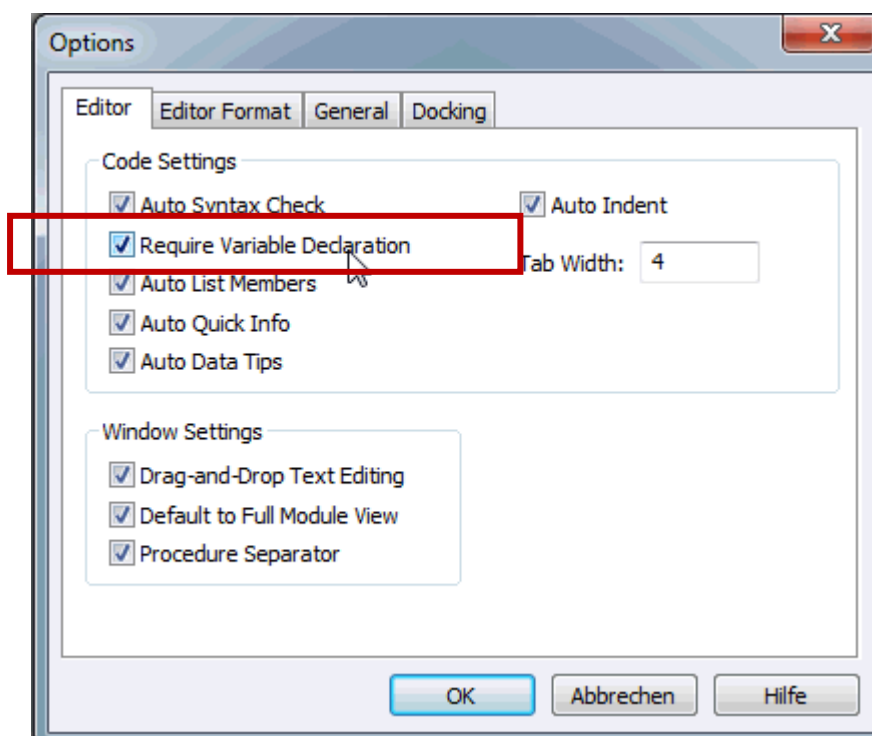 Options
Editor Editor Format General Docking
Code Settings
Auto Syntax Check Auto Indent
Require Variable Declaration
Tab Width: 4
Auto List Members
Auto Quick Info
Auto Data Tips
Window Settings
Drag-and-Drop Text Editing
Default to Full Module View
Procedure Separator
OK Abbrechen Hilfe